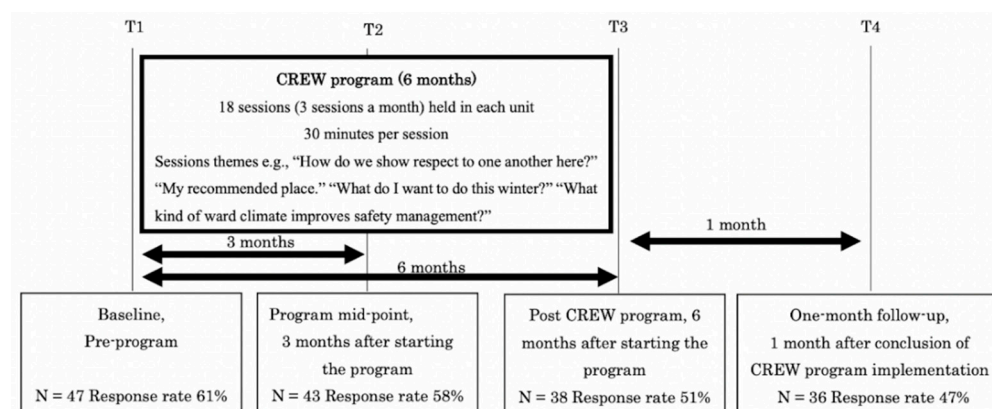 T1
T2
T3
T4
CREW program (6 months)
18 sessions (3 sessions a month) held in each unit
30 minutes per session
Sessions themes e.g., “How do we show respect to one another here?”
“My recommended place.” “What do I want to do this winter?” “What
kind of ward climate improves safety management?”
3 months
6 months
1 month
Baseline,
Pre-program
N = 47 Response rate 61%
Program mid-point,
3 months after starting
the program
N = 43 Response rate 58%
Post CREW program, 6
months after starting the
program
N = 38 Response rate 51%
One-month follow-up,
1 month after conclusion of
CREW program implementation
N = 36 Response rate 47%